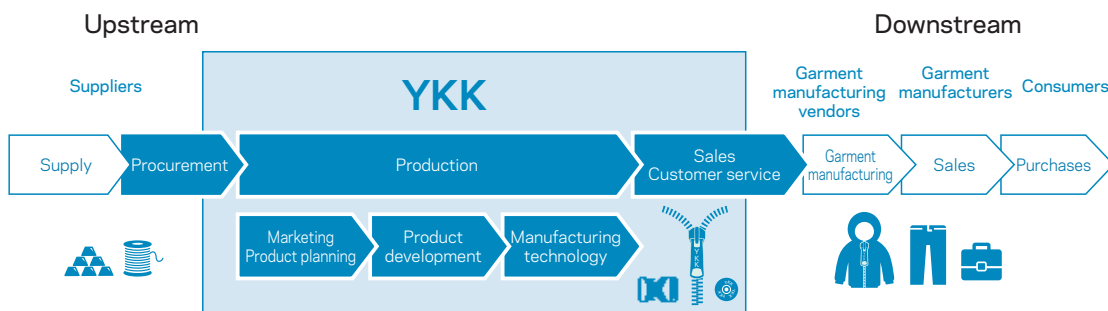 Upstream
Downstream
Suppliers
YKK
Garment
manufacturing
vendors
Garment
manufacturers
Consumers
Supply
Procurement
Production
Sales
Customer service
Garment
manufacturing
Sales
Purchases
Marketing
Product planning
Product
development
Manufacturing
technology
YKK